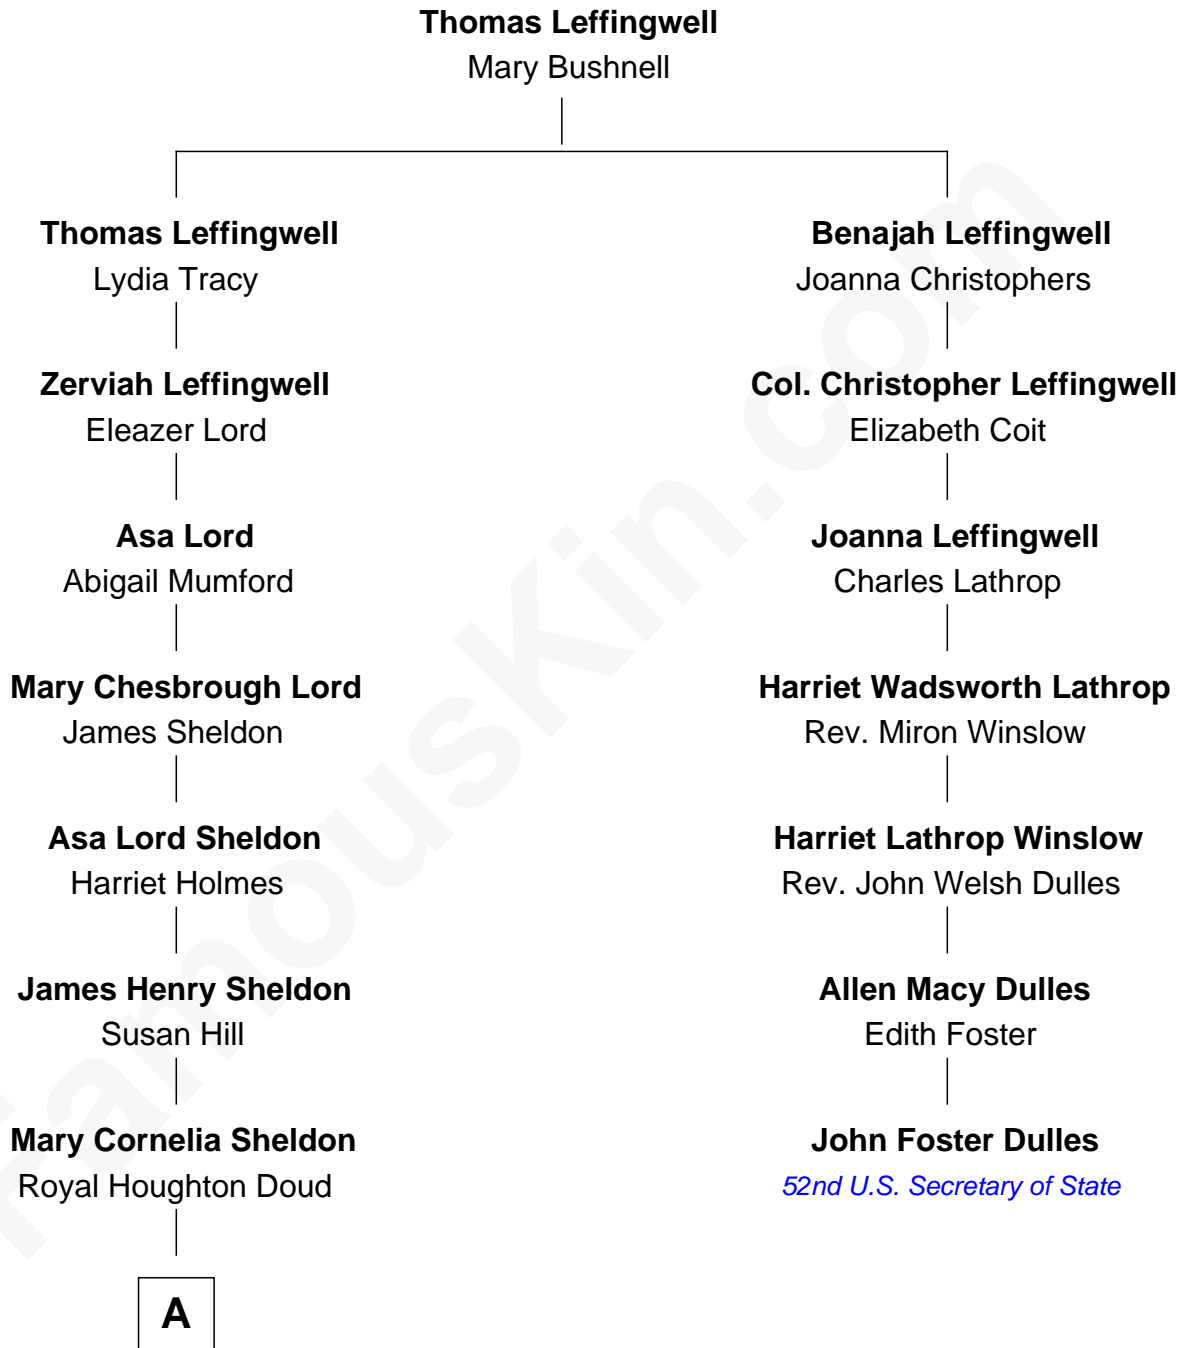 Thomas Leffingwell
Mary Bushnell
Thomas Leffingwell
Lydia Tracy
Zerviah Leffingwell
Eleazer Lord
Asa Lord
Abigail Mumford
Mary Chesbrough Lord
James Sheldon
Asa Lord Sheldon
Harriet Holmes
James Henry Sheldon
Susan Hill
Mary Cornelia Sheldon
Royal Houghton Doud
A
Benajah Leffingwell
Joanna Christophers
Col. Christopher Leffingwell
Elizabeth Coit
Joanna Leffingwell
Charles Lathrop
Harriet Wadsworth Lathrop
Rev. Miron Winslow
Harriet Lathrop Winslow
Rev. John Welsh Dulles
Allen Macy Dulles
Edith Foster
John Foster Dulles
52nd U.S. Secretary of State
FamousKin.com